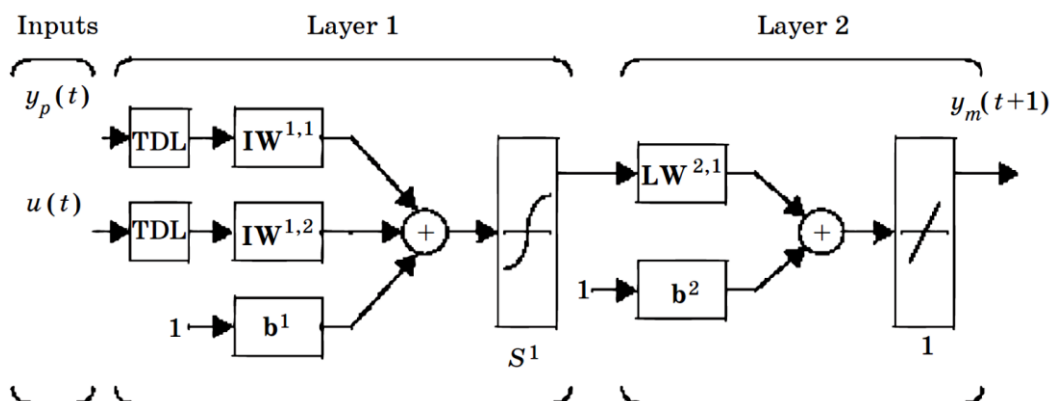 Inputs Layer 1 Layer 2
y_p(t) y_m(t+1)
TDL IW^{1,1}
LW^{2,1}
u(t)
TDL IW^{1,2} + +
1 b^2
1 b^1
S^1 1